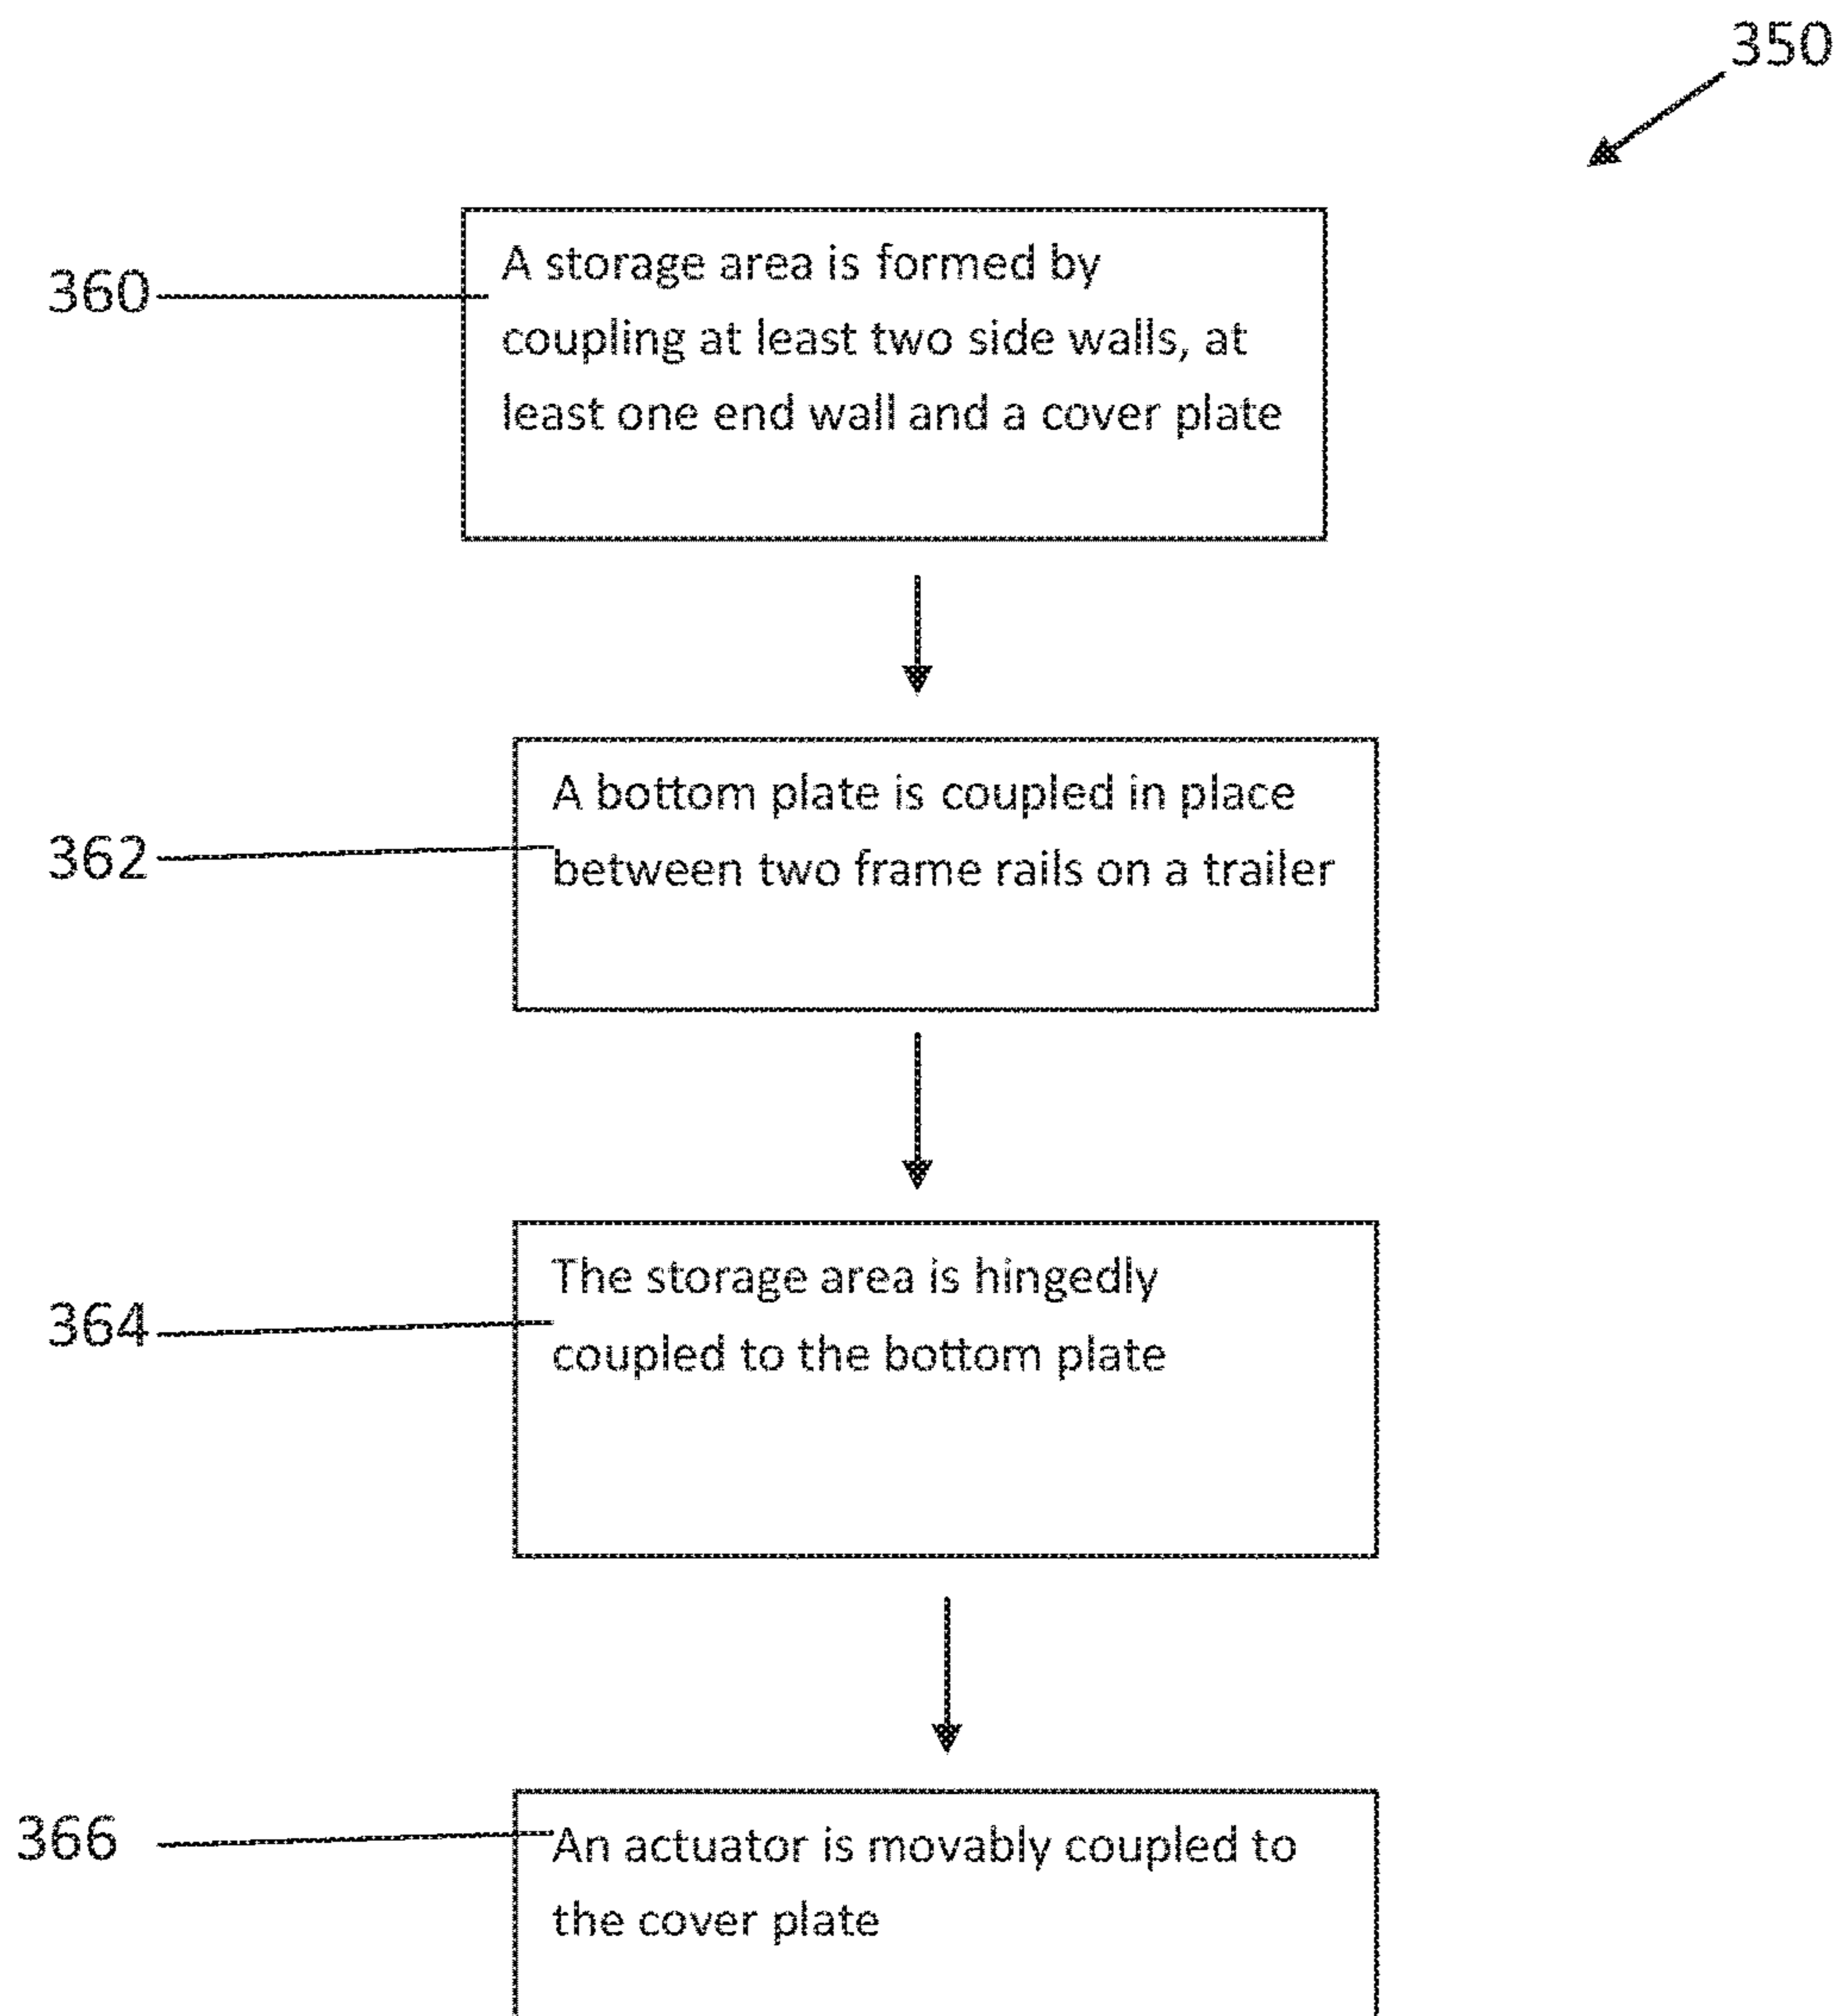 350
360
A storage area is formed by
coupling at least two side walls, at
least one end wall and a cover plate
362
A bottom plate is coupled in place
between two frame rails on a trailer
364
The storage area is hingedly
coupled to the bottom plate
366
An actuator is movably coupled to
the cover plate